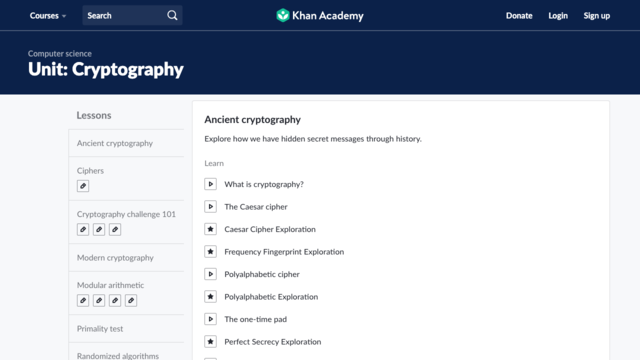 Courses
Search
Khan Academy
Donate
Login
Sign up
Computer science
Unit: Cryptography
Lessons
Ancient cryptography
Ciphers
Cryptography challenge 101
Modern cryptography
Modular arithmetic
Primality test
Randomized algorithms
Ancient cryptography
Explore how we have hidden secret messages through history.
Learn
What is cryptography?
The Caesar cipher
Caesar Cipher Exploration
Frequency Fingerprint Exploration
Polyalphabetic cipher
Polyalphabetic Exploration
The one-time pad
Perfect Secrecy Exploration